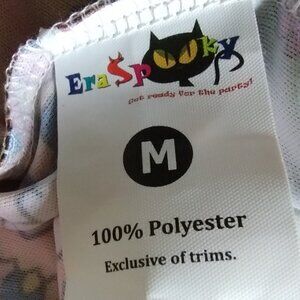 EraSpooky
Get ready for the party!
M
100% Polyester
Exclusive of trims.